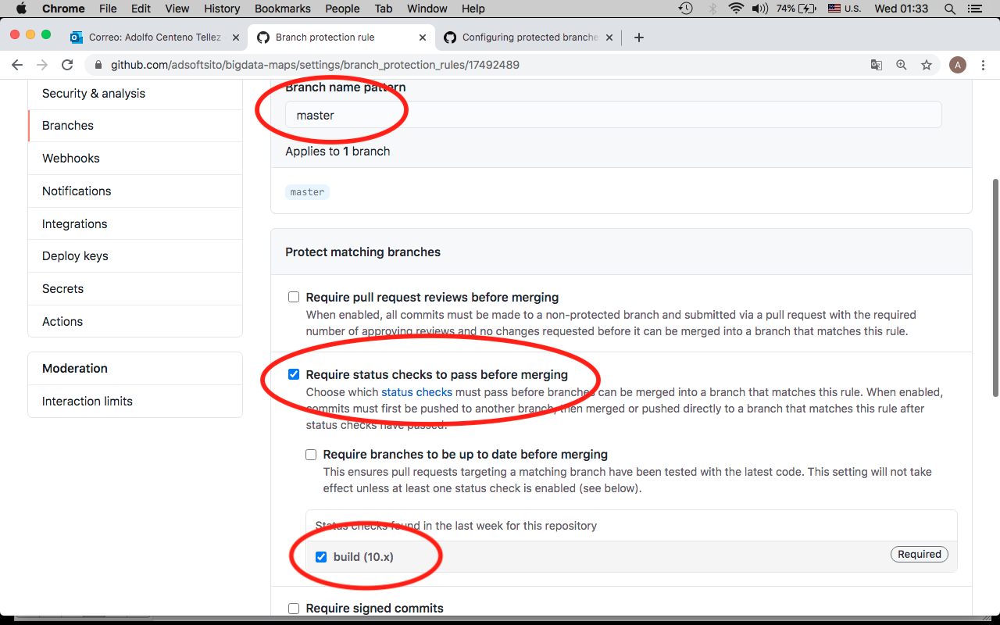 Chrome File Edit View History Bookmarks People Tab Window Help 74% U.S. Wed 01:33
Correo: Adolfo Centeno Tellez
Branch protection rule
Configuring protected branche
github.com/adsoftsito/bigdata-maps/settings/branch_protection_rules/17492489
A
Security & analysis
Branches
Webhooks
Notifications
Integrations
Deploy keys
Secrets
Actions
Moderation
Interaction limits
Branch name pattern
master
Applies to 1 branch
master
Protect matching branches
Require pull request reviews before merging
When enabled, all commits must be made to a non-protected branch and submitted via a pull request with the required
number of approving reviews and no changes requested before it can be merged into a branch that matches this rule.
Require status checks to pass before merging
Choose which status checks must pass before branches can be merged into a branch that matches this rule. When enabled,
commits must first be pushed to another branch, then merged or pushed directly to a branch that matches this rule after
status checks have passed.
Require branches to be up to date before merging
This ensures pull requests targeting a matching branch have been tested with the latest code. This setting will not take
effect unless at least one status check is enabled (see below).
Status checks found in the last week for this repository
build (10.x)
Required
Require signed commits